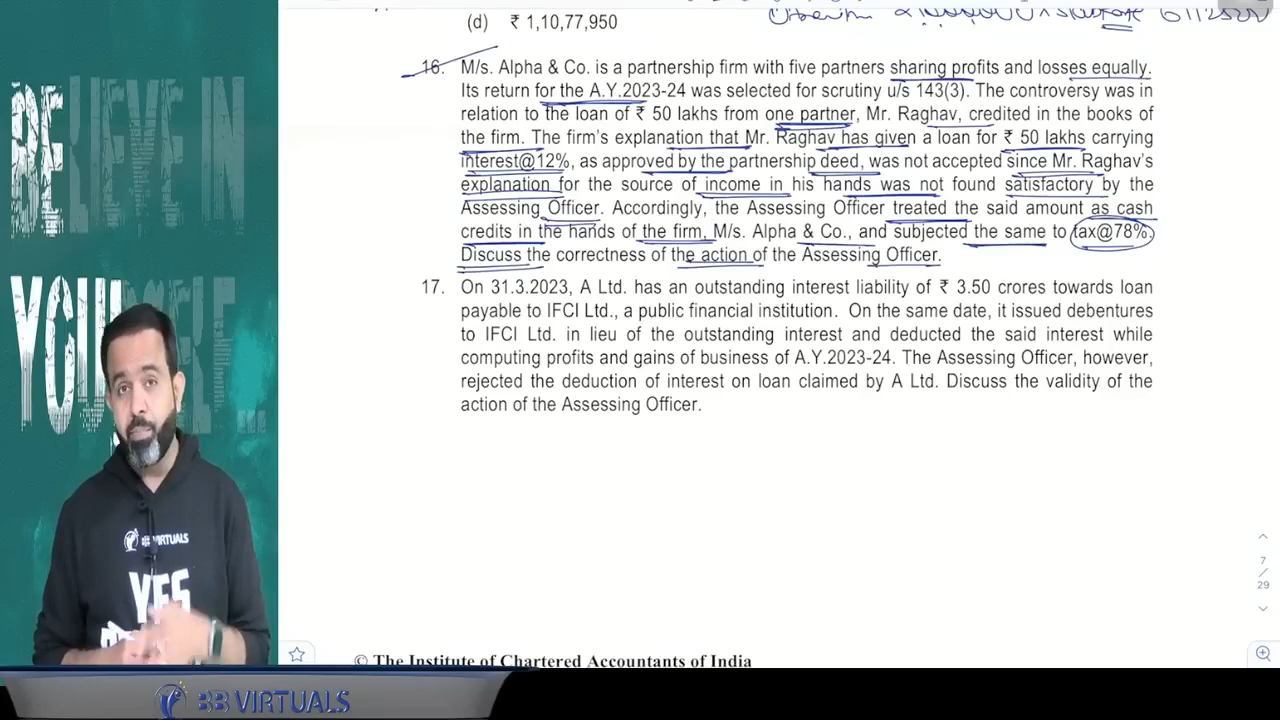 (d) ₹ 1,10,77,950
16. M/s. Alpha & Co. is a partnership firm with five partners sharing profits and losses equally.
Its return for the A.Y.2023-24 was selected for scrutiny u/s 143(3). The controversy was in
relation to the loan of ₹ 50 lakhs from one partner, Mr. Raghav, credited in the books of
the firm. The firm's explanation that Mr. Raghav has given a loan for ₹ 50 lakhs carrying
interest@12%, as approved by the partnership deed, was not accepted since Mr. Raghav's
explanation for the source of income in his hands was not found satisfactory by the
Assessing Officer. Accordingly, the Assessing Officer treated the said amount as cash
credits in the hands of the firm, M/s. Alpha & Co., and subjected the same to tax@78%.
Discuss the correctness of the action of the Assessing Officer.
17. On 31.3.2023, A Ltd. has an outstanding interest liability of ₹ 3.50 crores towards loan
payable to IFCI Ltd., a public financial institution. On the same date, it issued debentures
to IFCI Ltd. in lieu of the outstanding interest and deducted the said interest while
computing profits and gains of business of A.Y.2023-24. The Assessing Officer, however,
rejected the deduction of interest on loan claimed by A Ltd. Discuss the validity of the
action of the Assessing Officer.
7
/
29
© The Institute of Chartered Accountants of India
BELIEVE IN
YOURSELF...
BB VIRTUALS
YES
BB VIRTUALS